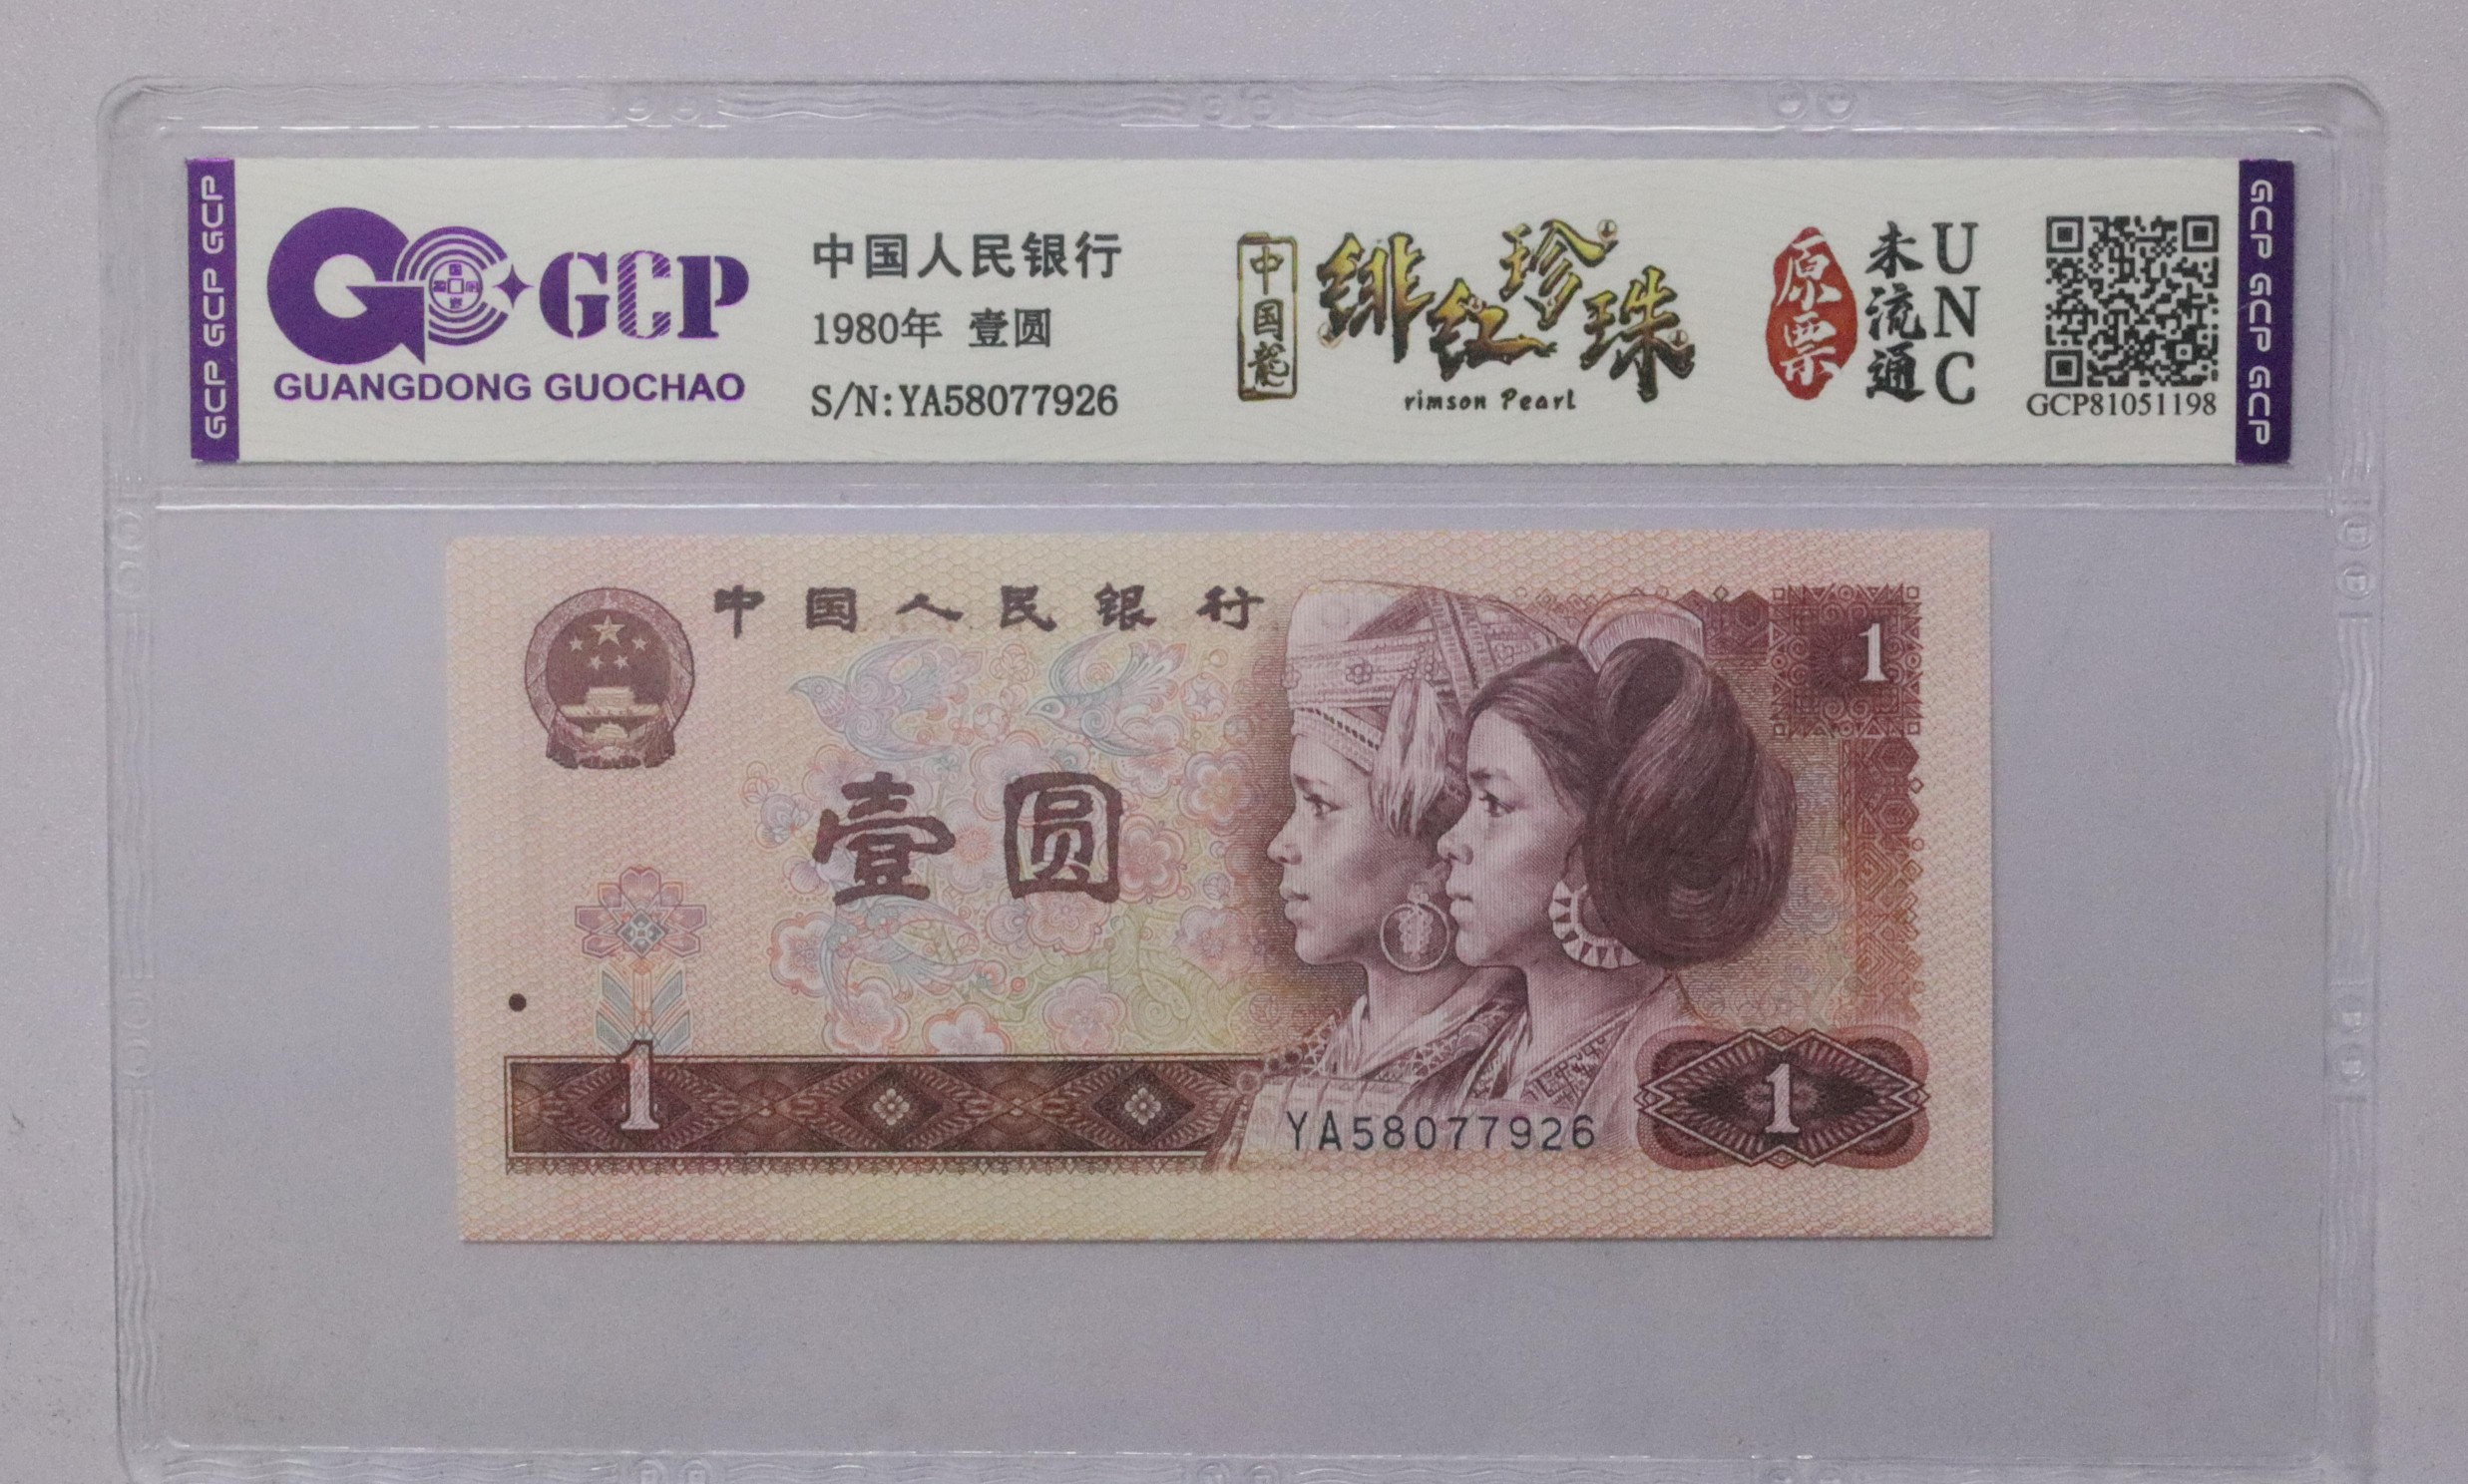 GCP GCP GCP
GCP
GUANGDONG GUOCHAO
中国人民银行
1980年 壹圆
S/N:YA58077926
中国龍
绯红珍珠
rimson Pearl
原票
未流通
UNC
GCP81051198
GCP GCP GCP
中国人民银行
1
壹圆
1
YA58077926
1